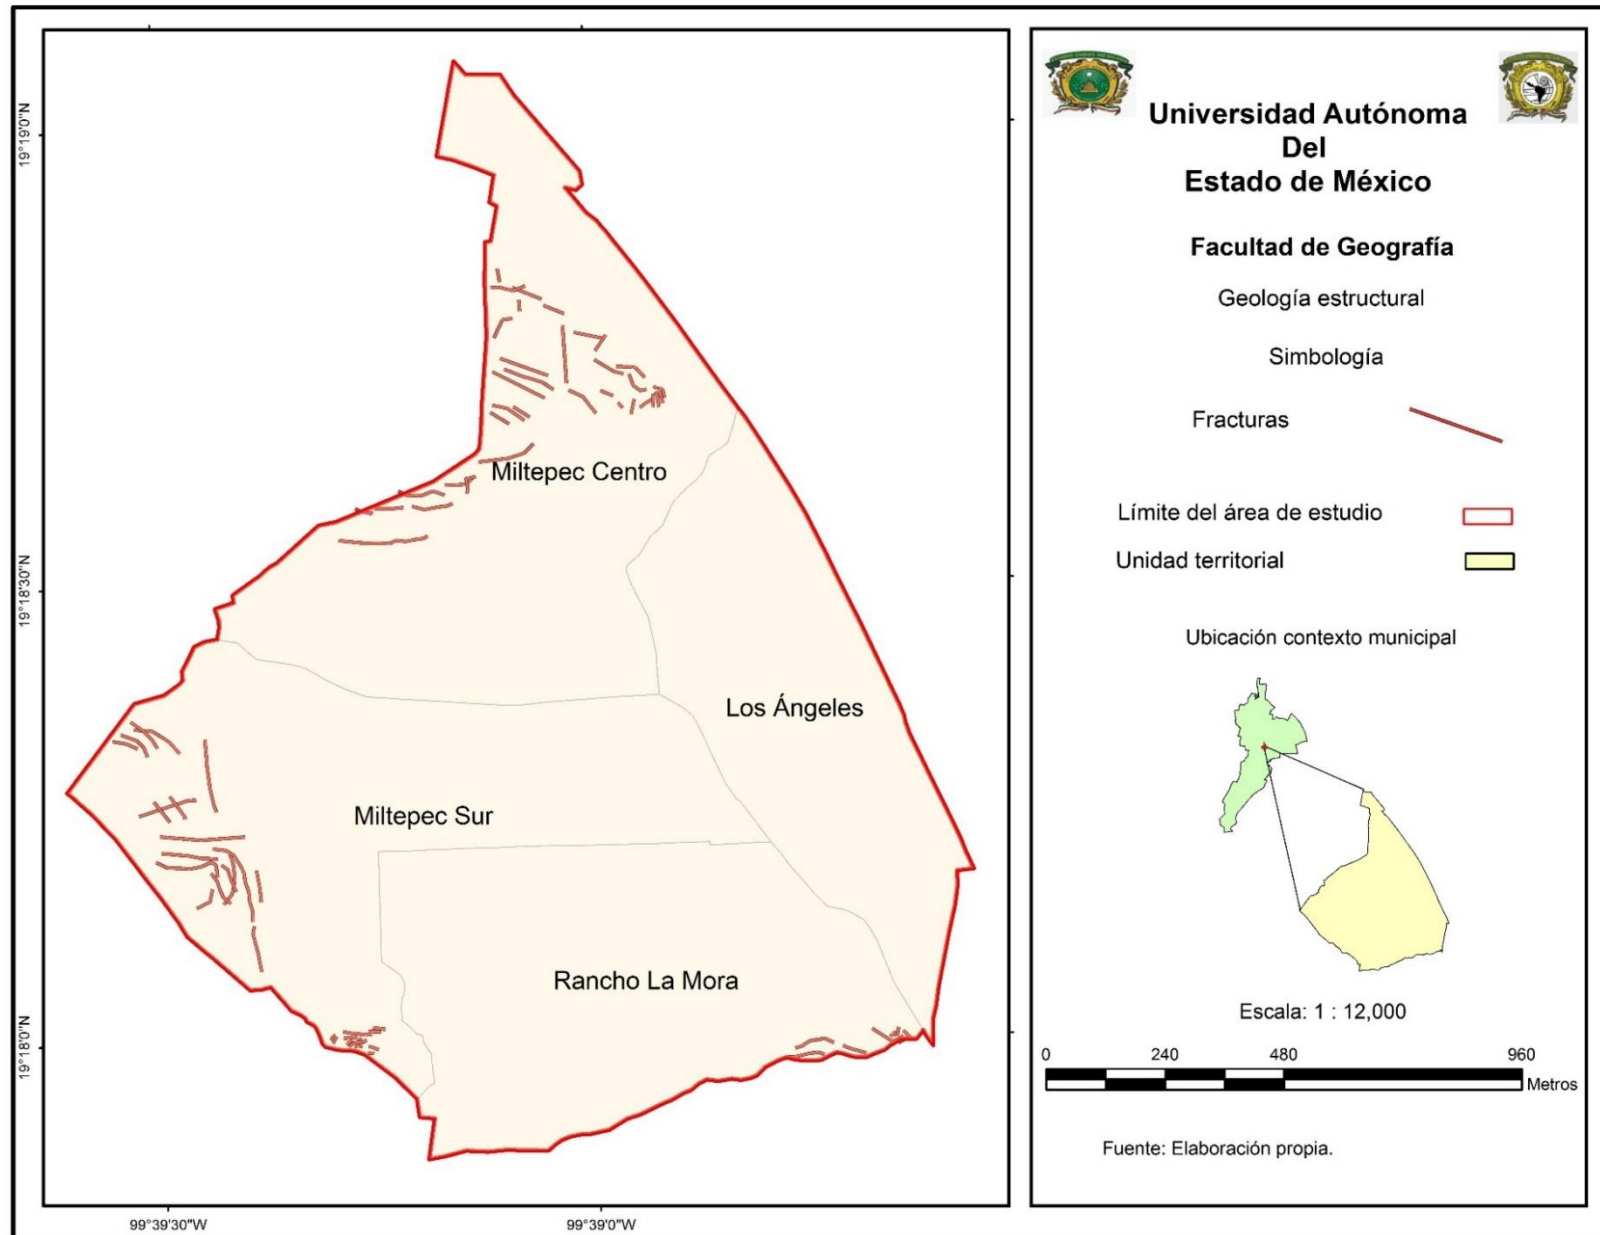 19°19'0"N
19°18'30"N
19°18'0"N
99°39'30"W
99°39'0"W
Miltepec Centro
Los Ángeles
Miltepec Sur
Rancho La Mora
Universidad Autónoma
Del
Estado de México
Facultad de Geografía
Geología estructural
Simbología
Fracturas
Límite del área de estudio
Unidad territorial
Ubicación contexto municipal
Escala: 1 : 12,000
0 240 480 960
Metros
Fuente: Elaboración propia.